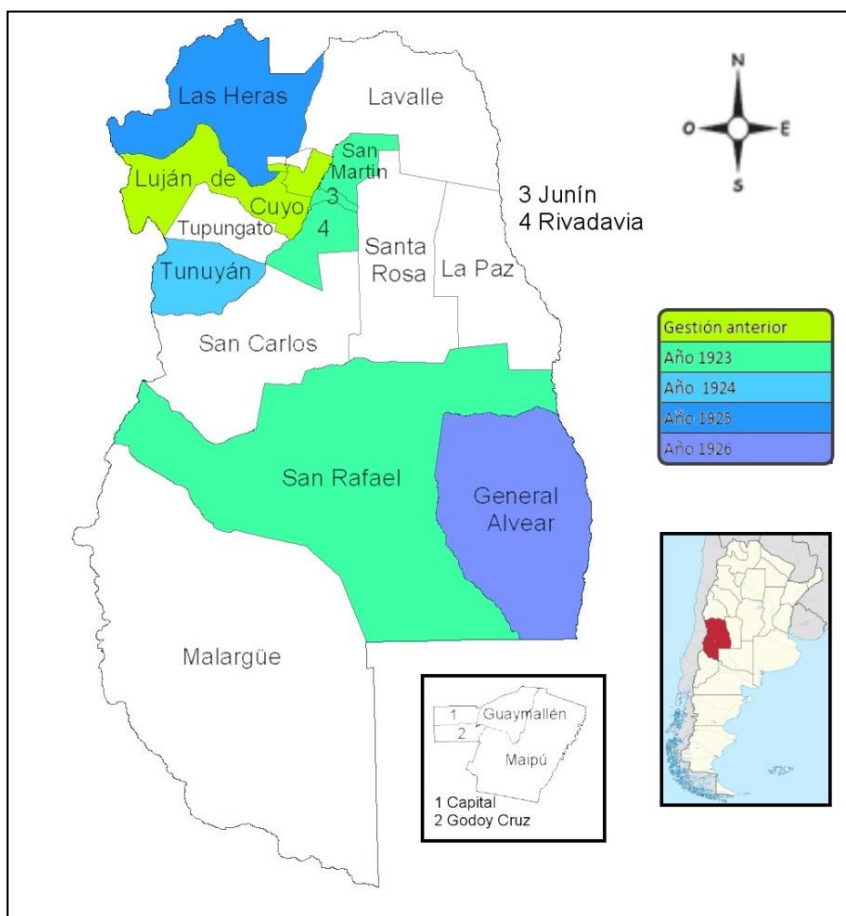 Las Heras
Lavalle
San
Martín
Luján de
Cuyo
3
4
Tupungato
Tunuyán
Santa
Rosa
La Paz
San Carlos
San Rafael
General
Alvear
Malargüe
N
O
E
S
3 Junín
4 Rivadavia
Gestión anterior
Año 1923
Año 1924
Año 1925
Año 1926
1
2
Guaymallén
Maipú
1 Capital
2 Godoy Cruz